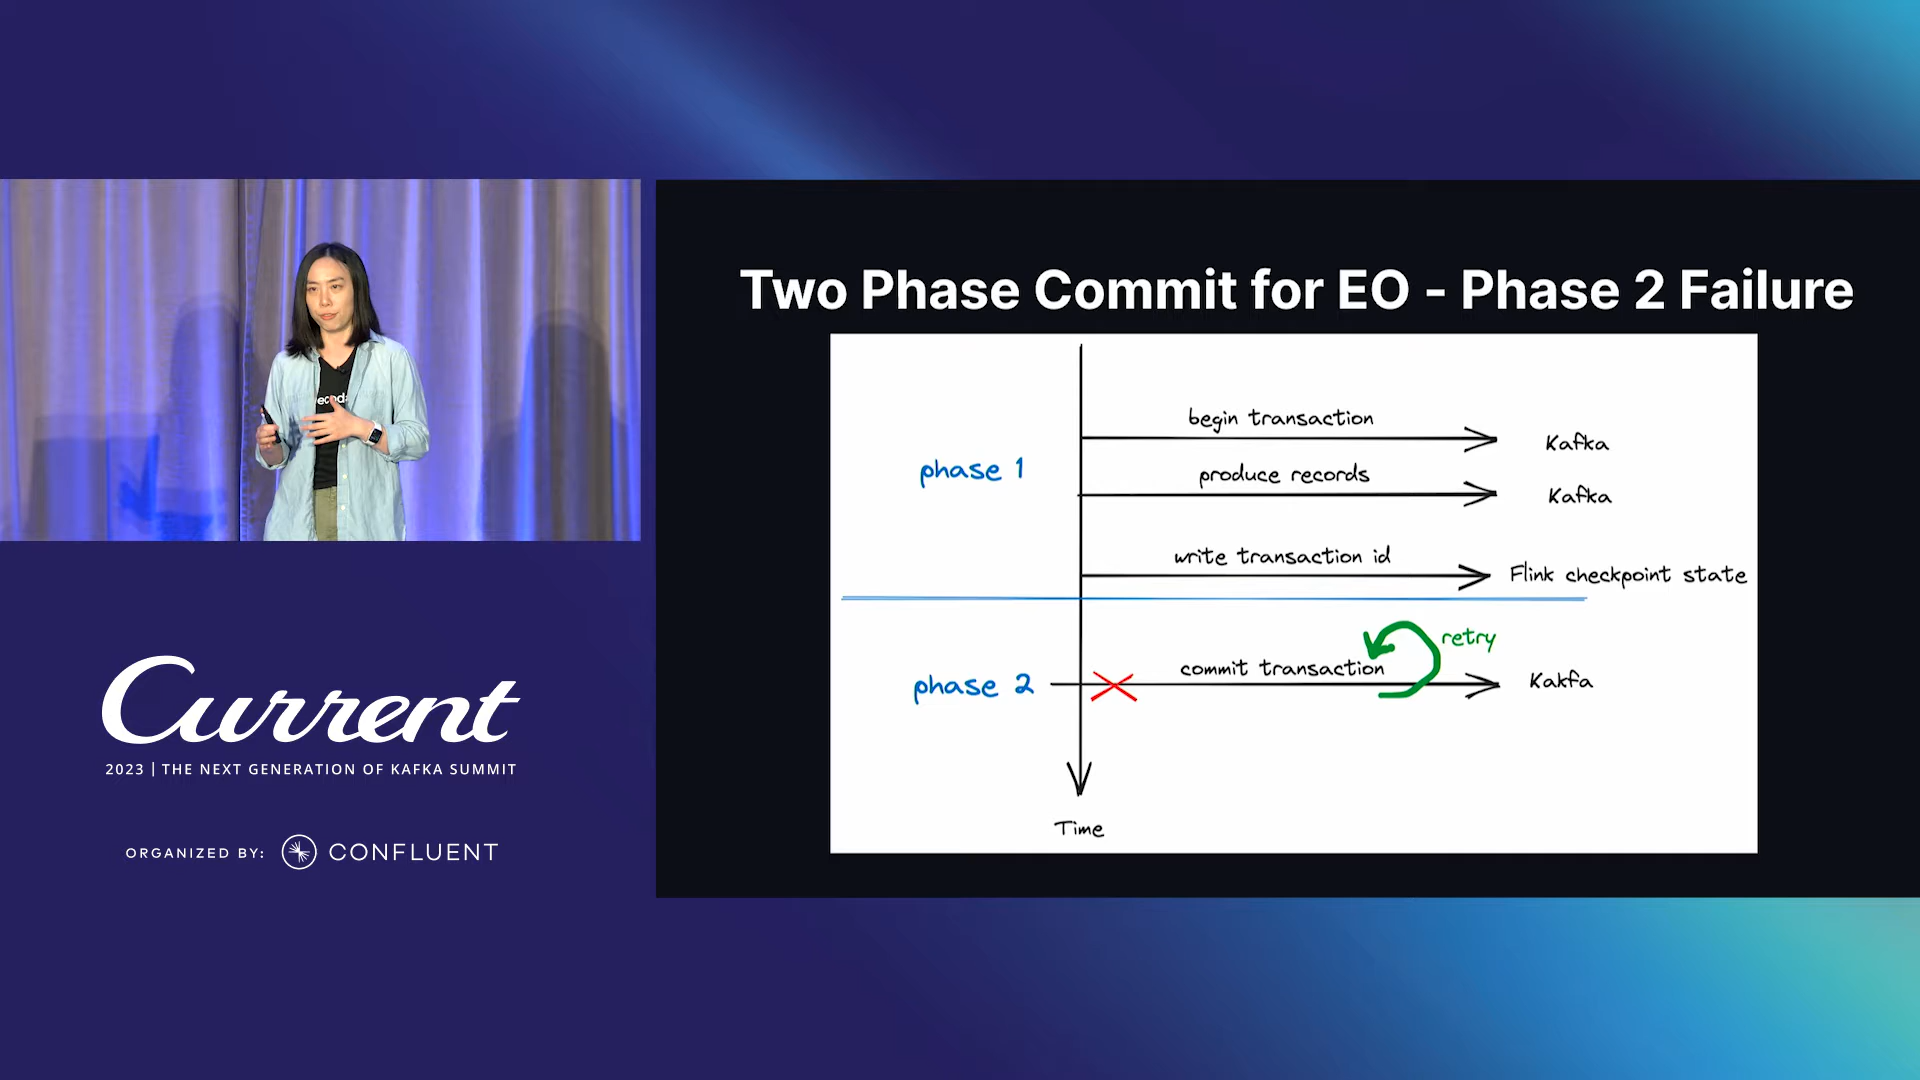 Two Phase Commit for EO - Phase 2 Failure
begin transaction
Kafka
phase 1
produce records
Kafka
write transaction id
Flink checkpoint state
retry
commit transaction
phase 2
Kakfa
Time
Current
2023 | THE NEXT GENERATION OF KAFKA SUMMIT
ORGANIZED BY: CONFLUENT